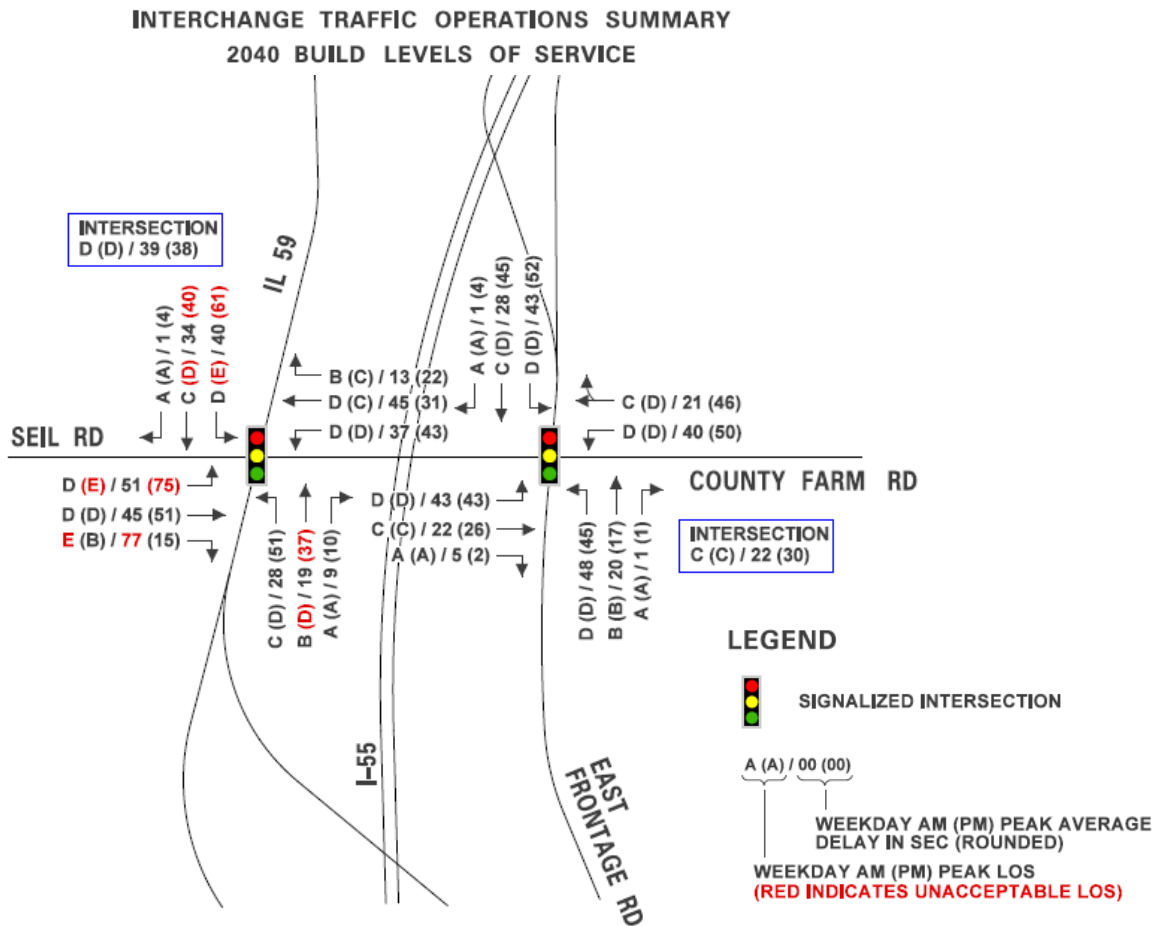 INTERCHANGE TRAFFIC OPERATIONS SUMMARY
2040 BUILD LEVELS OF SERVICE
INTERSECTION
D (D) / 39 (38)
IL 59
A (A) / 1 (4)
C (D) / 34 (40)
D (E) / 40 (61)
B (C) / 13 (22)
D (C) / 45 (31)
D (D) / 37 (43)
A (A) / 1 (4)
C (D) / 28 (45)
D (D) / 43 (52)
C (D) / 21 (46)
D (D) / 40 (50)
SEIL RD
COUNTY FARM RD
D (E) / 51 (75)
D (D) / 45 (51)
E (B) / 77 (15)
C (D) / 28 (51)
B (D) / 19 (37)
A (A) / 9 (10)
D (D) / 43 (43)
C (C) / 22 (26)
A (A) / 5 (2)
D (D) / 48 (45)
B (B) / 20 (17)
A (A) / 1 (1)
INTERSECTION
C (C) / 22 (30)
I-55
EAST
FRONTAGE RD
LEGEND
SIGNALIZED INTERSECTION
A (A) / 00 (00)
WEEKDAY AM (PM) PEAK AVERAGE
DELAY IN SEC (ROUNDED)
WEEKDAY AM (PM) PEAK LOS
(RED INDICATES UNACCEPTABLE LOS)